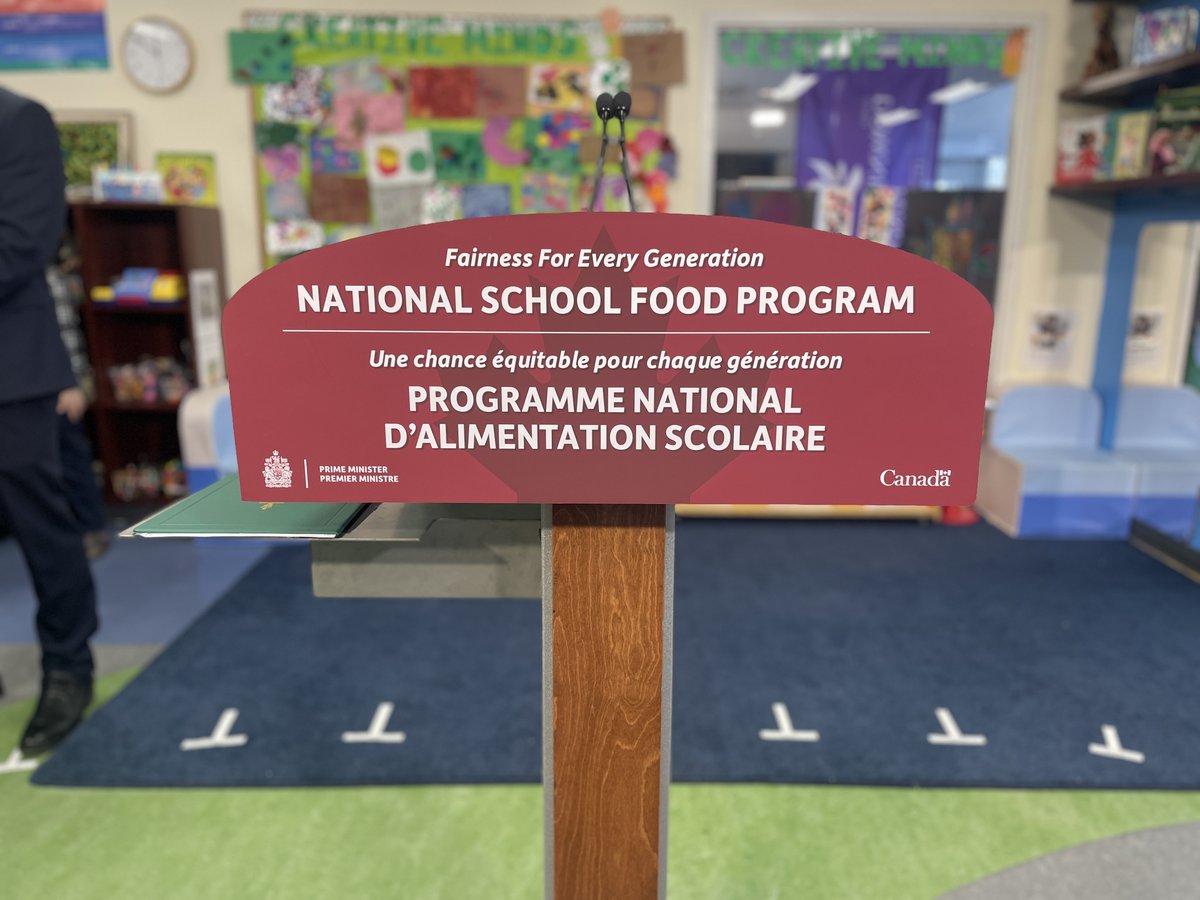 CREATIVE MINDS
CREATIVE MINDS
Fairness For Every Generation
NATIONAL SCHOOL FOOD PROGRAM
Une chance équitable pour chaque génération
PROGRAMME NATIONAL
D'ALIMENTATION SCOLAIRE
PRIME MINISTER
PREMIER MINISTRE
Canada